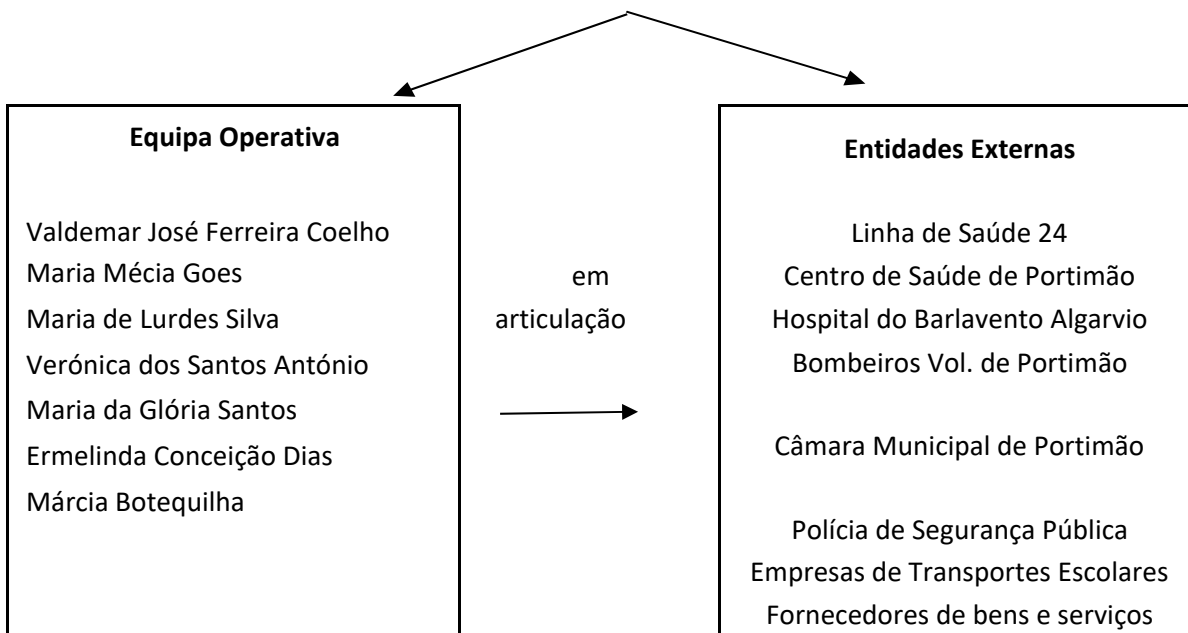 Equipa Operativa
Valdemar José Ferreira Coelho
Maria Mécia Goes
Maria de Lurdes Silva
Verónica dos Santos António
Maria da Glória Santos
Ermelinda Conceição Dias
Márcia Botequilha
em
articulação
Entidades Externas
Linha de Saúde 24
Centro de Saúde de Portimão
Hospital do Barlavento Algarvio
Bombeiros Vol. de Portimão
Câmara Municipal de Portimão
Polícia de Segurança Pública
Empresas de Transportes Escolares
Fornecedores de bens e serviços